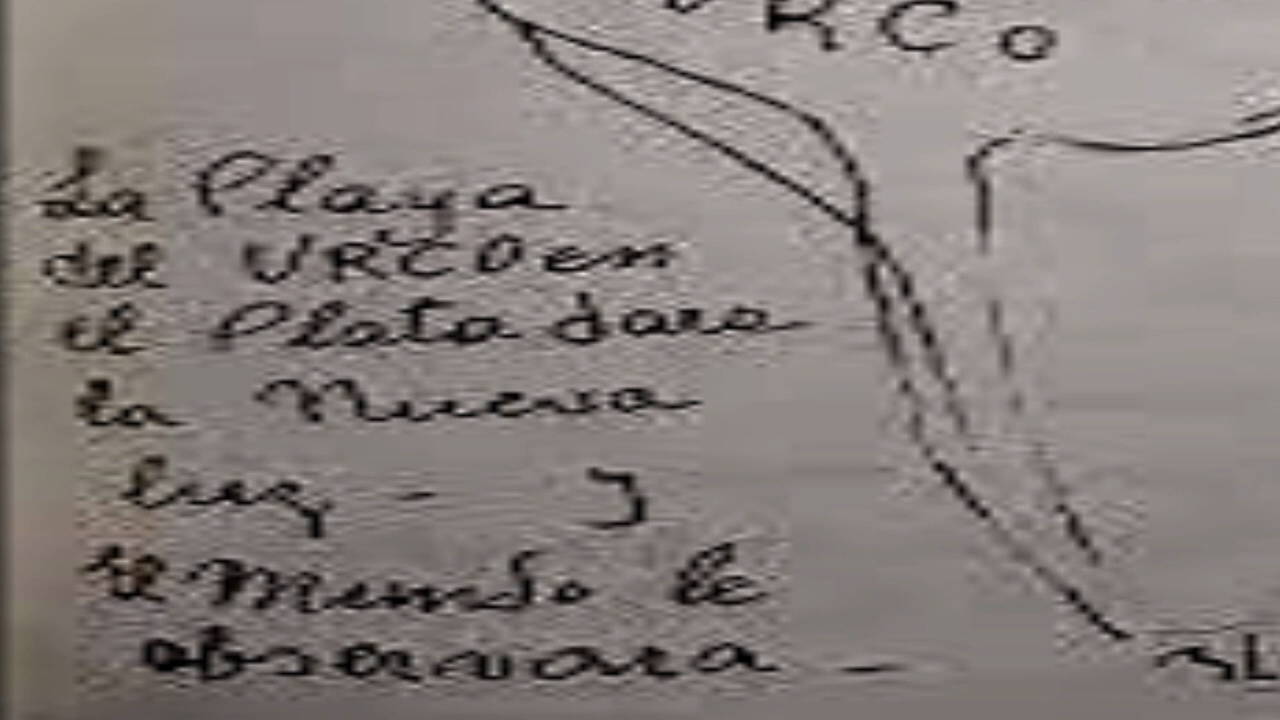 VRCO
La Playa
del VRCO en
el Plata dara
la Nueva
luz - J
el Mundo le
observara -